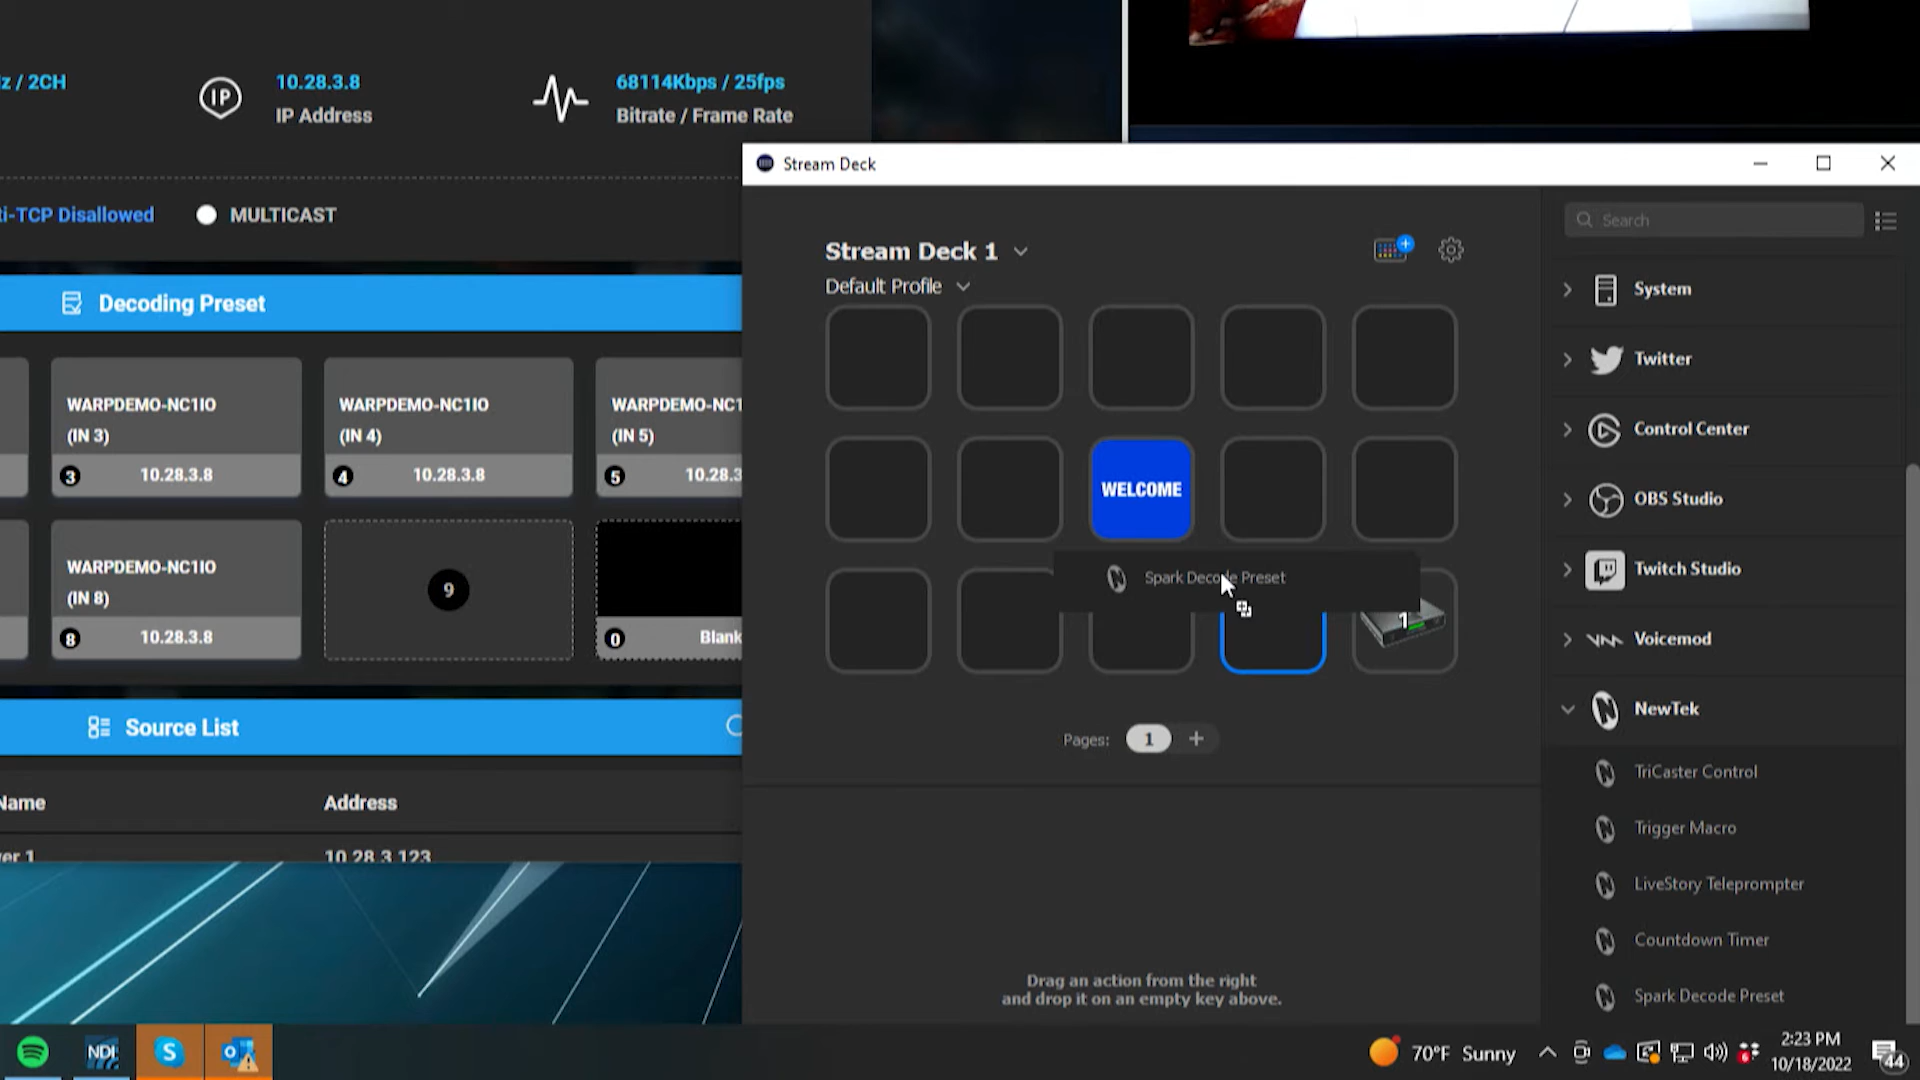 z / 2CH
IP
10.28.3.8
IP Address
68114Kbps / 25fps
Bitrate / Frame Rate
ti-TCP Disallowed
MULTICAST
Decoding Preset
WARPDEMO-NC1IO
(IN 3)
3
10.28.3.8
WARPDEMO-NC1IO
(IN 4)
4
10.28.3.8
WARPDEMO-NC1
(IN 5)
5
10.28.3
WARPDEMO-NC1IO
(IN 8)
8
10.28.3.8
9
0
Blank
Source List
Name
Address
er 1
10.28.3.123
Stream Deck
Stream Deck 1
Default Profile
WELCOME
Spark Decode Preset
1
Pages:
1
+
Drag an action from the right
and drop it on an empty key above.
Search
System
Twitter
Control Center
OBS Studio
Twitch Studio
Voicemod
NewTek
TriCaster Control
Trigger Macro
LiveStory Teleprompter
Countdown Timer
Spark Decode Preset
NDI
S
70°F Sunny
2:23 PM
10/18/2022
44